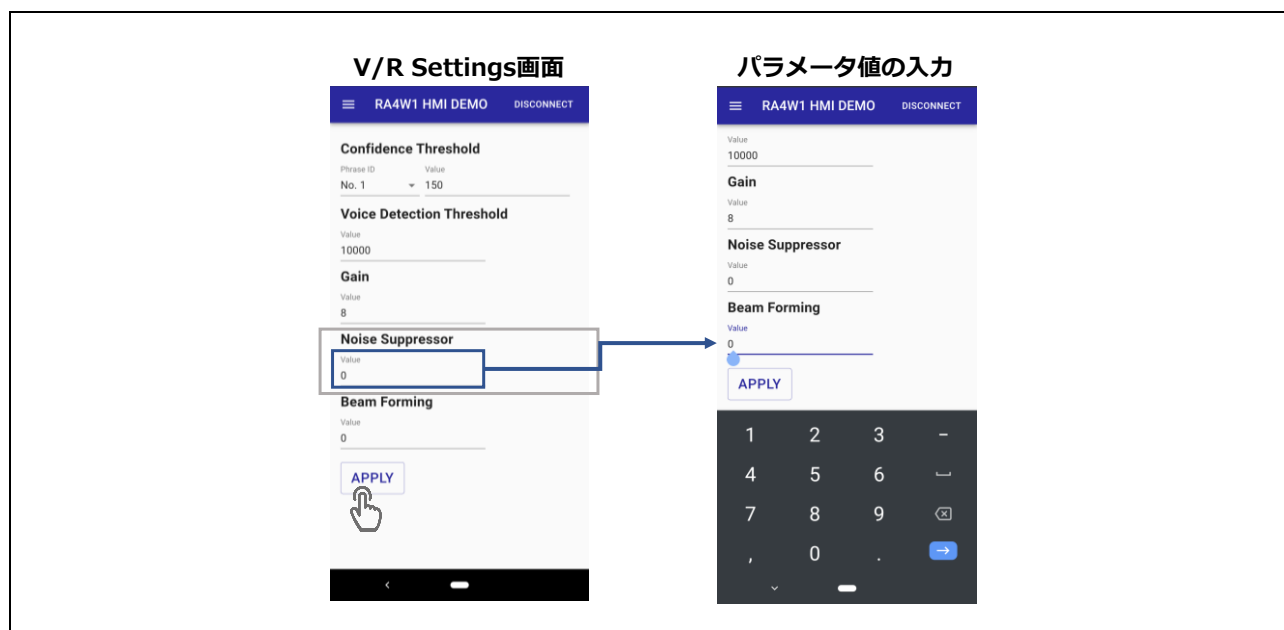 V/R Settings画面
RA4W1 HMI DEMO DISCONNECT
Confidence Threshold
Phrase ID Value
No. 1 150
Voice Detection Threshold
Value
10000
Gain
Value
8
Noise Suppressor
Value
0
Beam Forming
Value
0
APPLY
パラメータ値の入力
RA4W1 HMI DEMO DISCONNECT
Value
10000
Gain
Value
8
Noise Suppressor
Value
0
Beam Forming
Value
0
APPLY
1 2 3 -
4 5 6
7 8 9
, 0 .